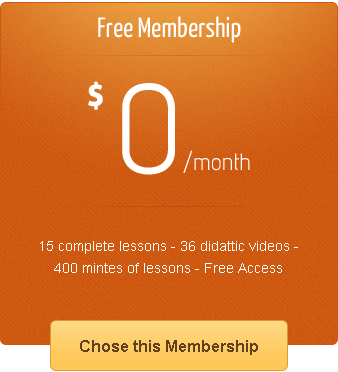 Free Membership
$ 0 /month
15 complete lessons - 36 didattic videos -
400 mintes of lessons - Free Access
Chose this Membership